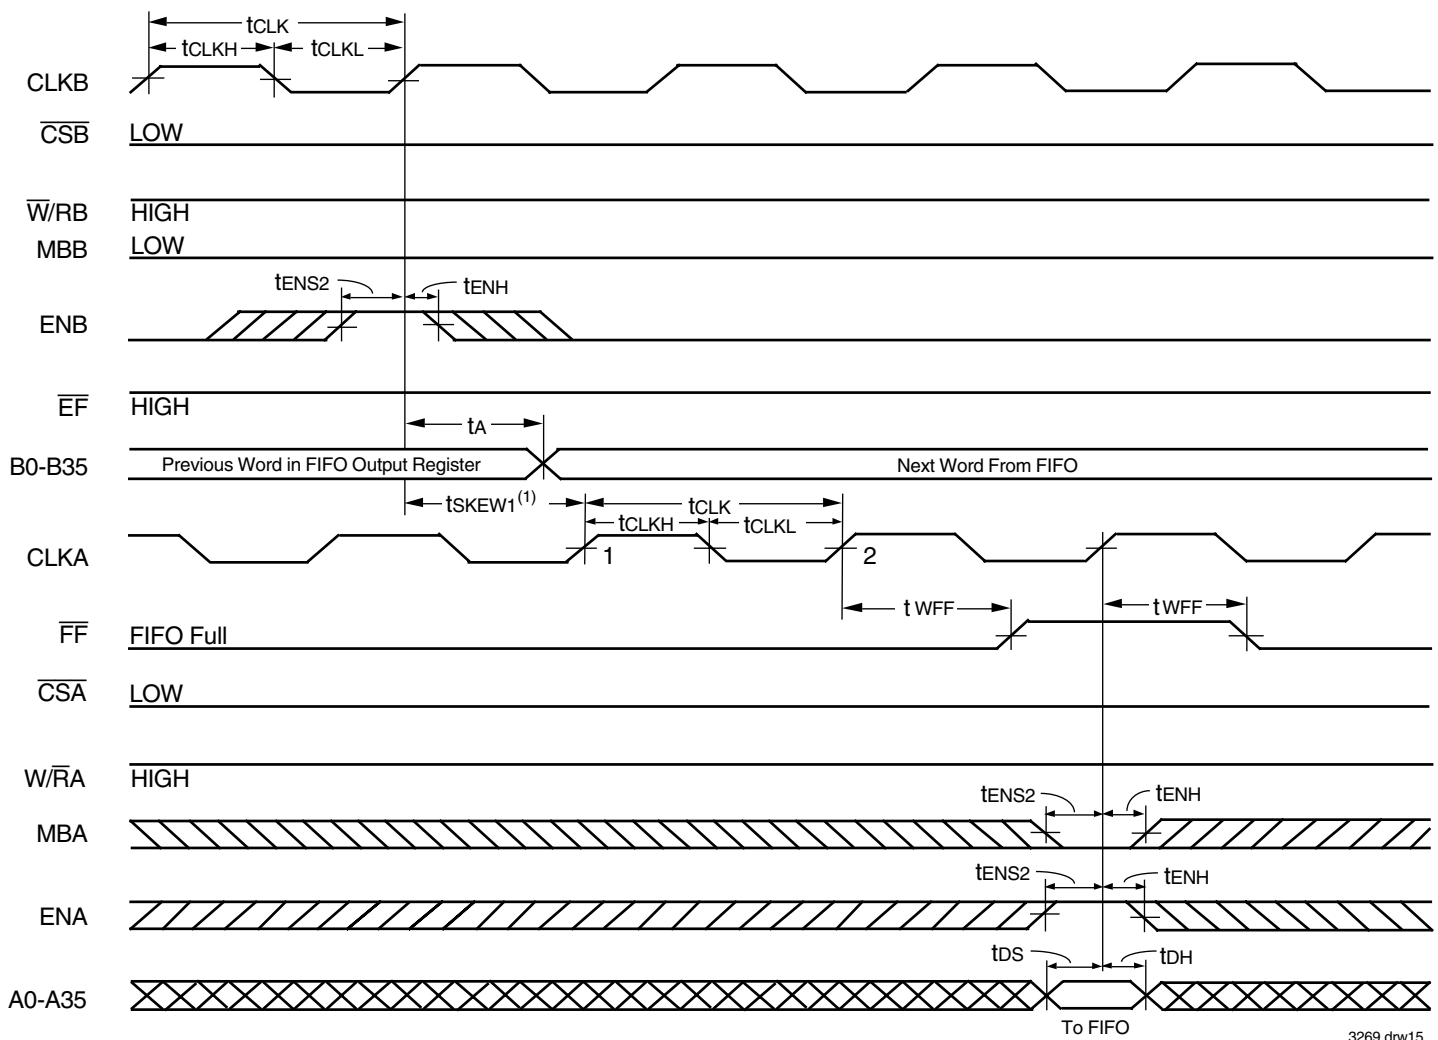 tCLK
tCLKH tCLKL
CLKB
CSB LOW
W/RB HIGH
MBB LOW
tENS2 tENH
ENB
EF HIGH
tA
B0-B35 Previous Word in FIFO Output Register Next Word From FIFO
tSKEW1(1) tCLK
tCLKH tCLKL
CLKA 1 2
tWFF tWFF
FF FIFO Full
CSA LOW
W/RA HIGH
tENS2 tENH
MBA
tENS2 tENH
ENA
tDS tDH
A0-A35
To FIFO
3269 drw15